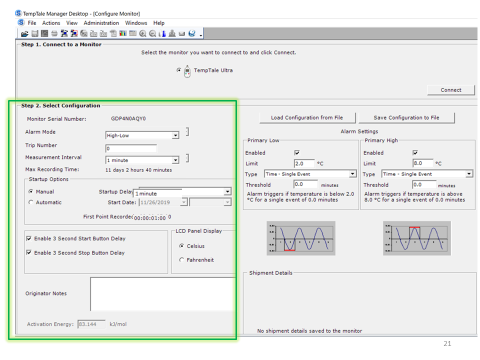 TempTale Manager Desktop - (Configure Monitor)
File Actions View Administration Windows Help
Step 1. Connect to a Monitor
Select the monitor you want to connect to and click Connect.
TempTale Ultra
Connect
Step 2. Select Configuration
Monitor Serial Number: GDP4N0AQY0
Alarm Mode High-Low
Trip Number 0
Measurement Interval 1 minute
Max Recording Time: 11 days 2 hours 40 minutes
Startup Options
Manual Startup Delay 1 minute
Automatic Start Date: 11/26/2019
First Point Recorded 00:00:01:00 0
Enable 3 Second Start Button Delay
Enable 3 Second Stop Button Delay
LCD Panel Display
Celsius
Fahrenheit
Originator Notes
Activation Energy: 83.144 kJ/mol
Load Configuration from File Save Configuration to File
Alarm Settings
Primary Low
Enabled
Limit 2.0 °C
Type Time - Single Event
Threshold 0.0 minutes
Alarm triggers if temperature is below 2.0
°C for a single event of 0.0 minutes
Primary High
Enabled
Limit 8.0 °C
Type Time - Single Event
Threshold 0.0 minutes
Alarm triggers if temperature is above
8.0 °C for a single event of 0.0 minutes
Shipment Details
No shipment details saved to the monitor
21